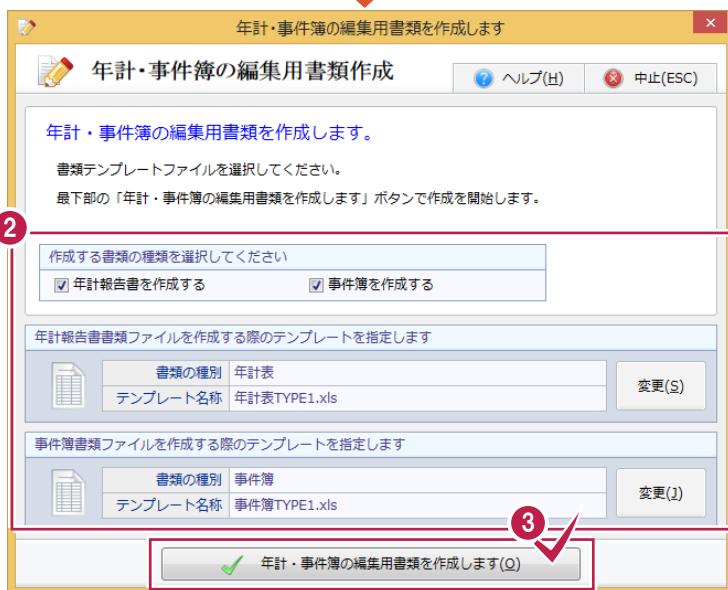 年計・事件簿の編集用書類を作成します
年計・事件簿の編集用書類作成
ヘルプ(H)
中止(ESC)
年計・事件簿の編集用書類を作成します。
書類テンプレートファイルを選択してください。
最下部の「年計・事件簿の編集用書類を作成します」ボタンで作成を開始します。
2
作成する書類の種類を選択してください
年計報告書を作成する
事件簿を作成する
年計報告書書類ファイルを作成する際のテンプレートを指定します
書類の種別 年計表
テンプレート名称 年計表TYPE1.xls
変更(S)
事件簿書類ファイルを作成する際のテンプレートを指定します
書類の種別 事件簿
テンプレート名称 事件簿TYPE1.xls
変更(J)
3
年計・事件簿の編集用書類を作成します(O)